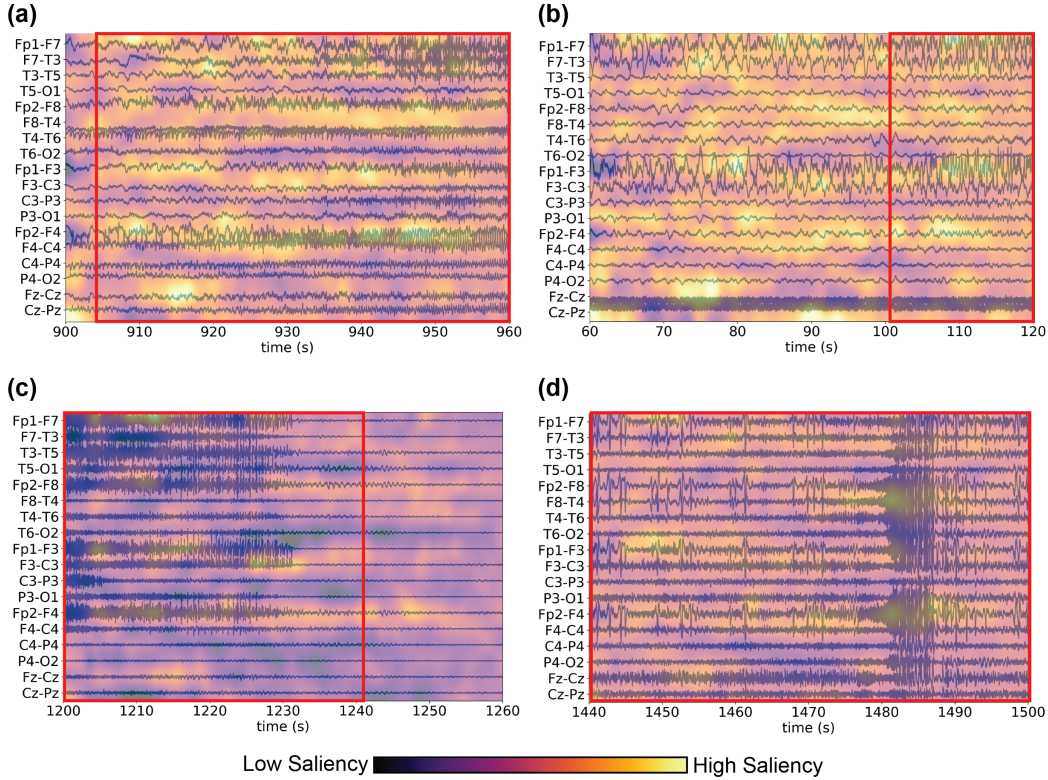 (a)
Fp1-F7
F7-T3
T3-T5
T5-O1
Fp2-F8
F8-T4
T4-T6
T6-O2
Fp1-F3
F3-C3
C3-P3
P3-O1
Fp2-F4
F4-C4
C4-P4
P4-O2
Fz-Cz
Cz-Pz
900 910 920 930 940 950 960
time (s)
(b)
Fp1-F7
F7-T3
T3-T5
T5-O1
Fp2-F8
F8-T4
T4-T6
T6-O2
Fp1-F3
F3-C3
C3-P3
P3-O1
Fp2-F4
F4-C4
C4-P4
P4-O2
Fz-Cz
Cz-Pz
60 70 80 90 100 110 120
time (s)
(c)
Fp1-F7
F7-T3
T3-T5
T5-O1
Fp2-F8
F8-T4
T4-T6
T6-O2
Fp1-F3
F3-C3
C3-P3
P3-O1
Fp2-F4
F4-C4
C4-P4
P4-O2
Fz-Cz
Cz-Pz
1200 1210 1220 1230 1240 1250 1260
time (s)
(d)
Fp1-F7
F7-T3
T3-T5
T5-O1
Fp2-F8
F8-T4
T4-T6
T6-O2
Fp1-F3
F3-C3
C3-P3
P3-O1
Fp2-F4
F4-C4
C4-P4
P4-O2
Fz-Cz
Cz-Pz
1440 1450 1460 1470 1480 1490 1500
time (s)
Low Saliency High Saliency